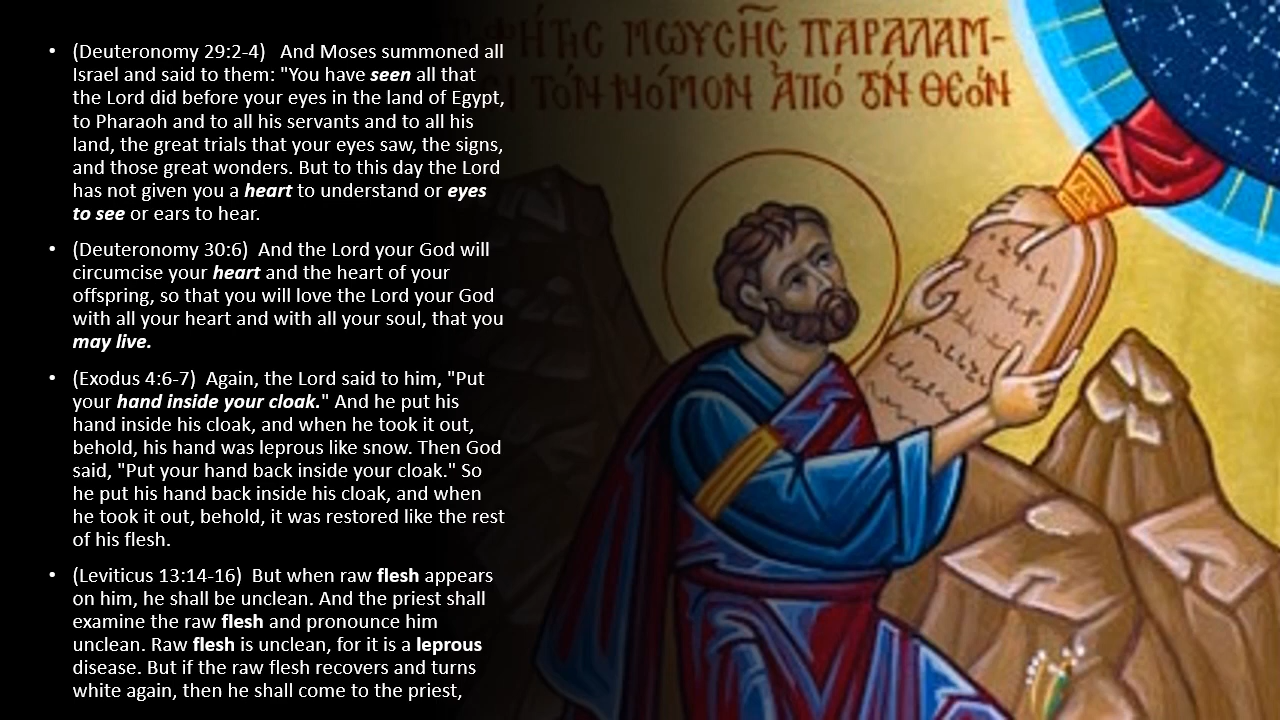 • (Deuteronomy 29:2-4)   And Moses summoned all
Israel and said to them: "You have seen all that
the Lord did before your eyes in the land of Egypt,
to Pharaoh and to all his servants and to all his
land, the great trials that your eyes saw, the signs,
and those great wonders. But to this day the Lord
has not given you a heart to understand or eyes
to see or ears to hear.
• (Deuteronomy 30:6)  And the Lord your God will
circumcise your heart and the heart of your
offspring, so that you will love the Lord your God
with all your heart and with all your soul, that you
may live.
• (Exodus 4:6-7)  Again, the Lord said to him, "Put
your hand inside your cloak." And he put his
hand inside his cloak, and when he took it out,
behold, his hand was leprous like snow. Then God
said, "Put your hand back inside your cloak." So
he put his hand back inside his cloak, and when
he took it out, behold, it was restored like the rest
of his flesh.
• (Leviticus 13:14-16)  But when raw flesh appears
on him, he shall be unclean. And the priest shall
examine the raw flesh and pronounce him
unclean. Raw flesh is unclean, for it is a leprous
disease. But if the raw flesh recovers and turns
white again, then he shall come to the priest,
ΜΩΥСΗ͂С ΠΑΡΑΛΑΜ-
ΤΌΝ ΝΌΜΟΝ ἈΠΌ ΘΕΌΝ